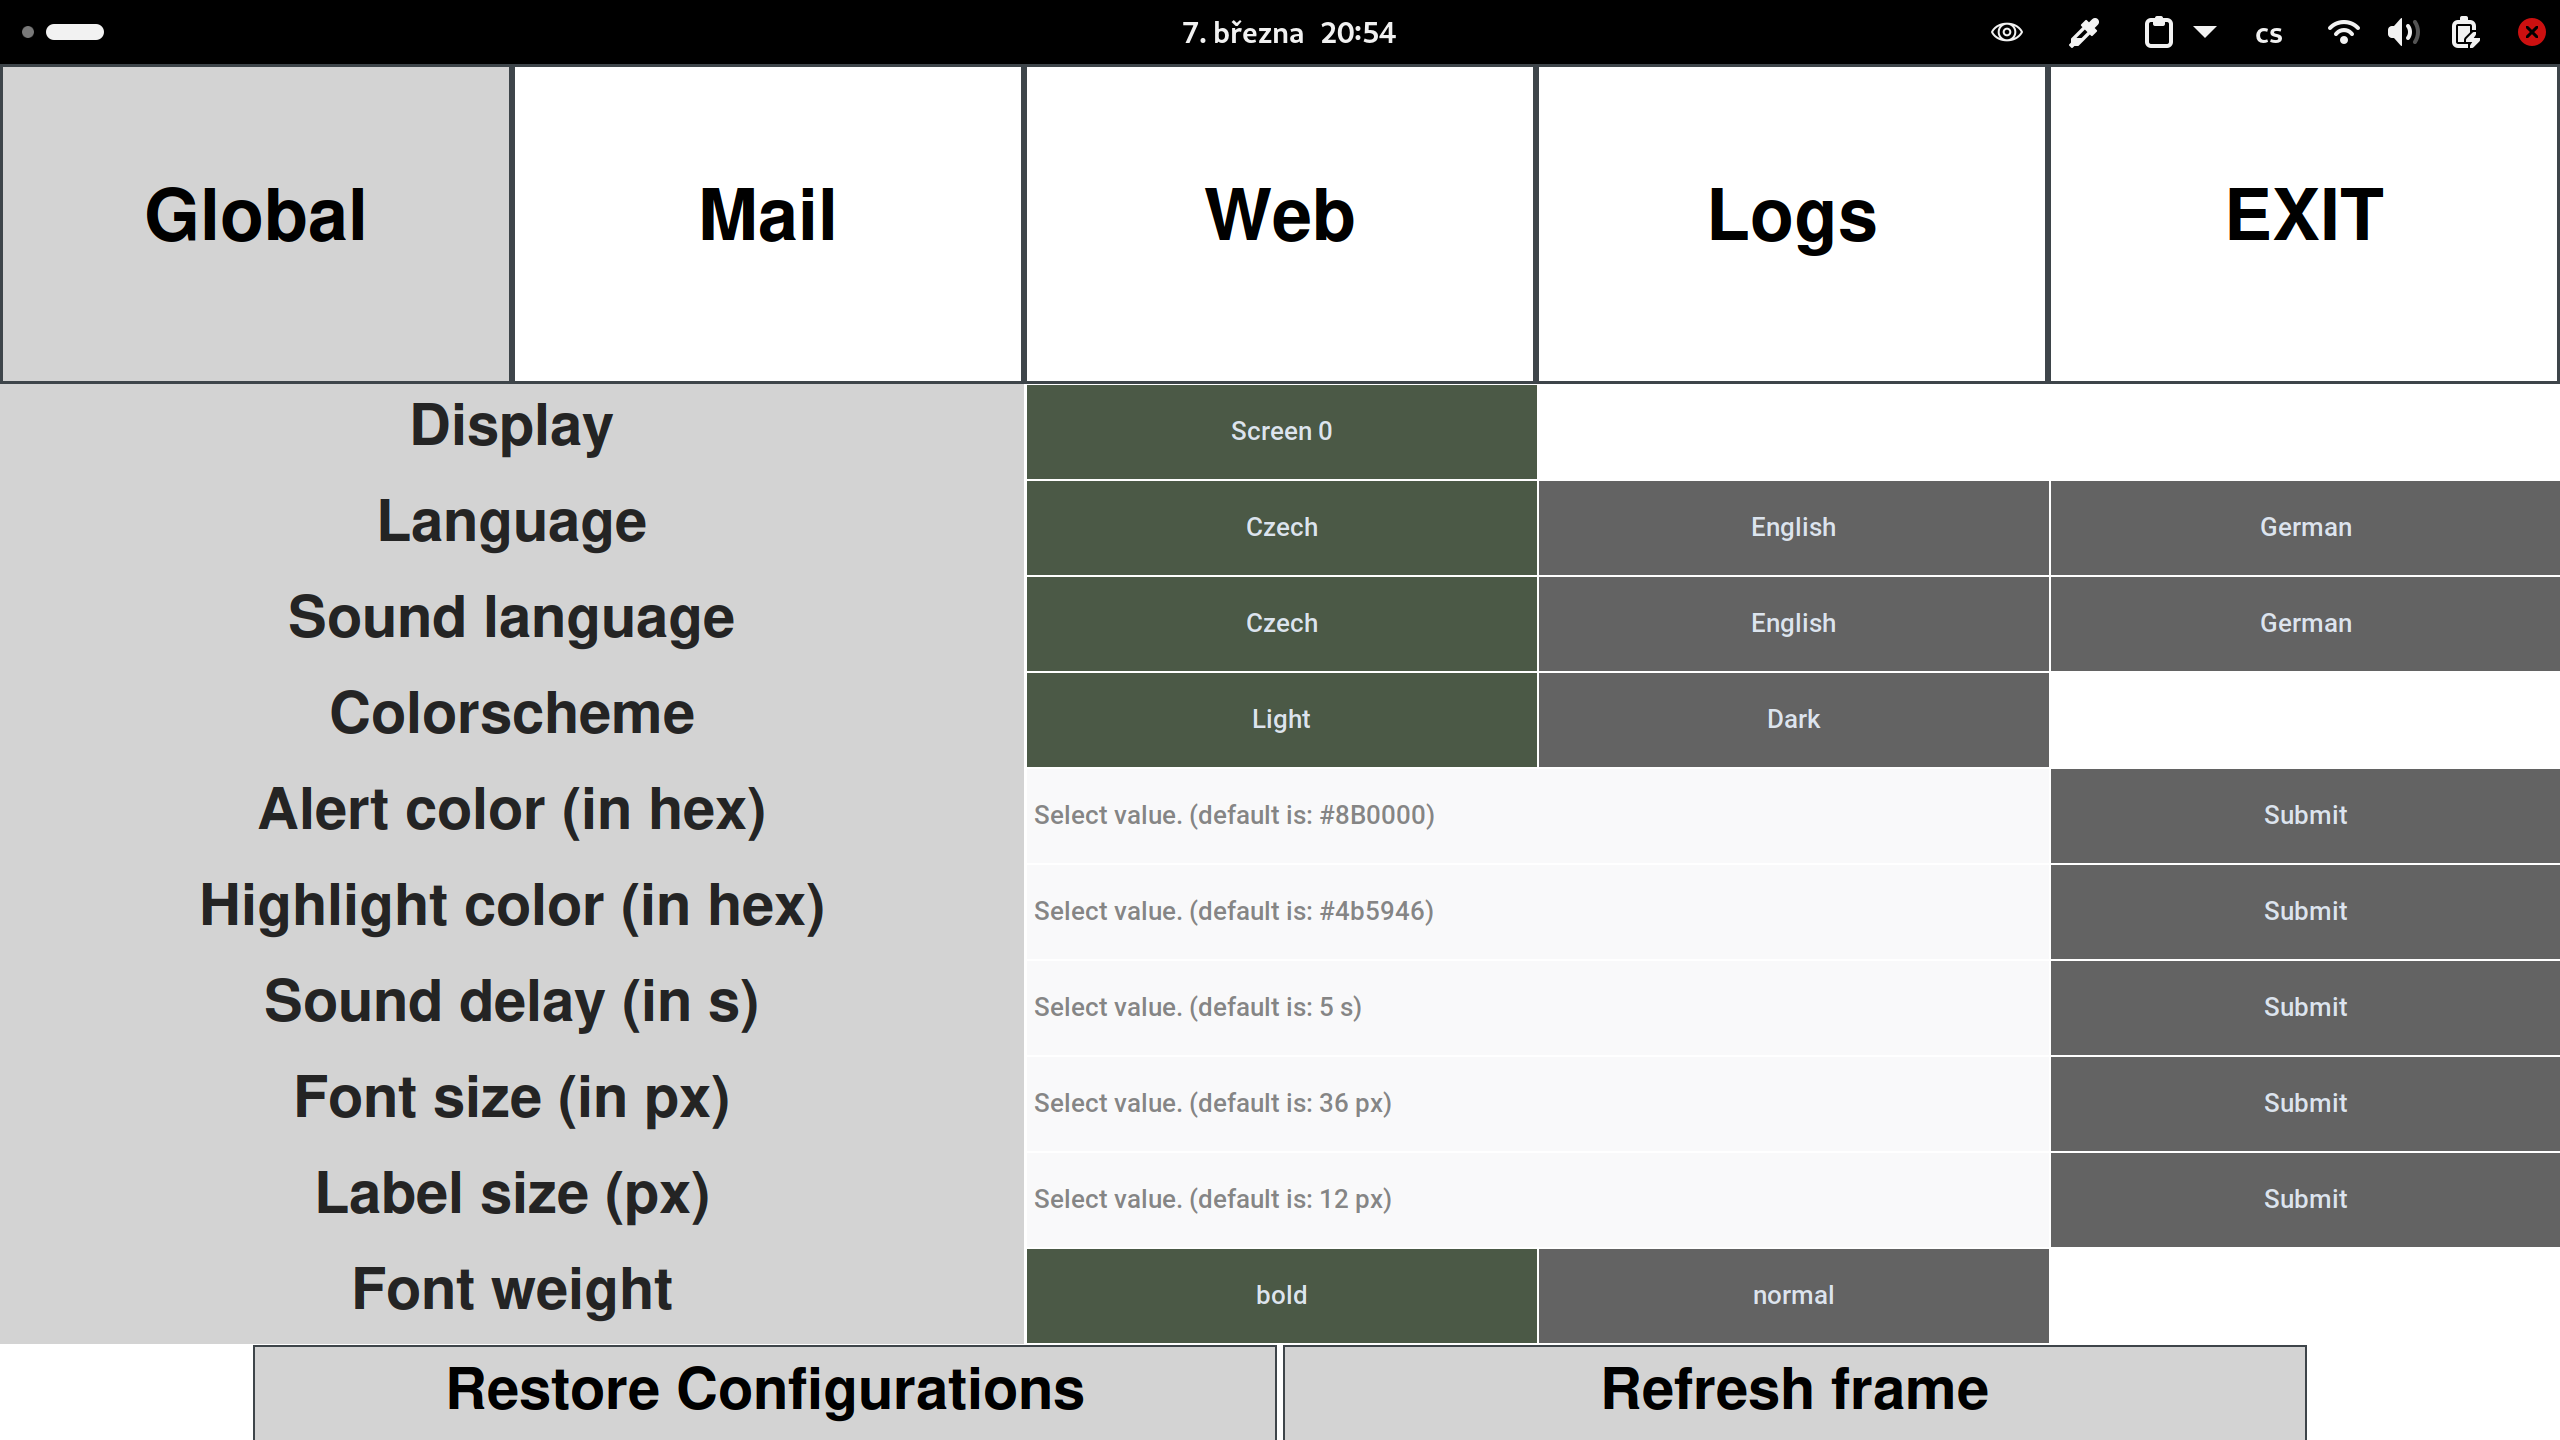 7. března 20:54
cs
Global Mail Web Logs EXIT
Display Screen 0
Language Czech English German
Sound language Czech English German
Colorscheme Light Dark
Alert color (in hex) Select value. (default is: #8B0000) Submit
Highlight color (in hex) Select value. (default is: #4b5946) Submit
Sound delay (in s) Select value. (default is: 5 s) Submit
Font size (in px) Select value. (default is: 36 px) Submit
Label size (px) Select value. (default is: 12 px) Submit
Font weight bold normal
Restore Configurations Refresh frame